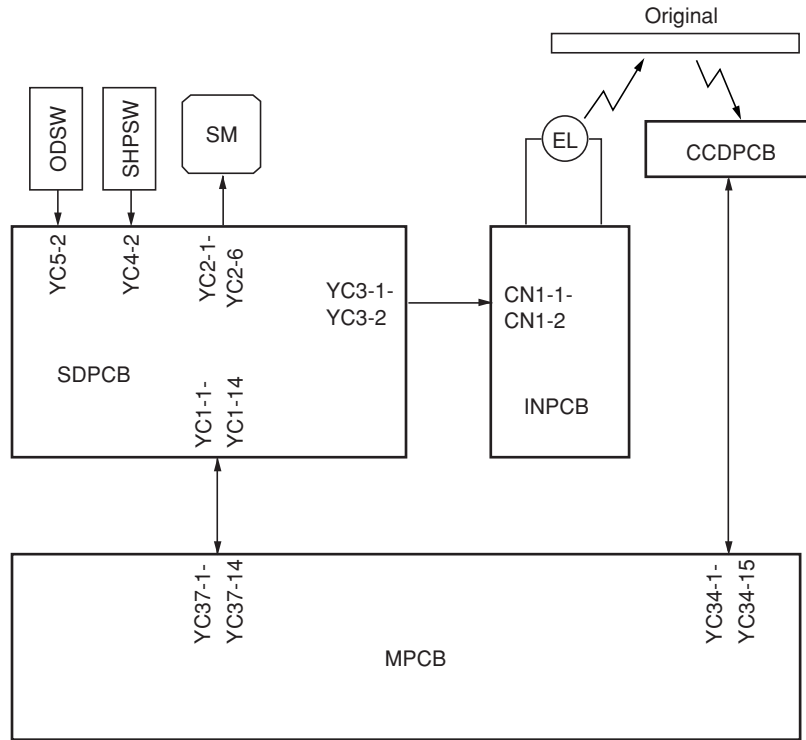 Original
ODSW
SHPSW
SM
EL
CCDPCB
YC5-2
YC4-2
YC2-1-
YC2-6
YC3-1-
YC3-2
CN1-1-
CN1-2
SDPCB
YC1-1-
YC1-14
INPCB
YC37-1-
YC37-14
YC34-1-
YC34-15
MPCB